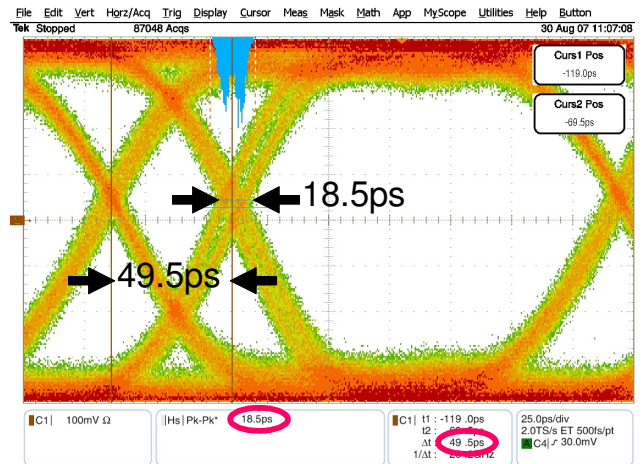 File Edit Vert Horz/Acq Trig Display Cursor Meas Mask Math App MyScope Utilities Help Button
Tek Stopped 87048 Acqs 30 Aug 07 11:07:08
Curs1 Pos
-119.0ps
Curs2 Pos
-69.5ps
18.5ps
49.5ps
C1 100mV Ω
Hs Pk-Pk* 18.5ps
C1 t1 : -119 .0ps
t2 :
Δt : 49 .5ps
1/Δt :
25.0ps/div
2.0TS/s ET 500fs/pt
A C4 30.0mV